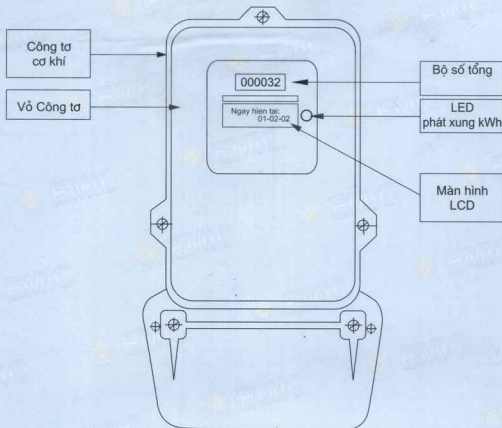 Công tơ
cơ khí
Vỏ Công tơ
000032
Ngay hien tai:
01-02-02
Bộ số tổng
LED
phát xung kWh
Màn hình
LCD